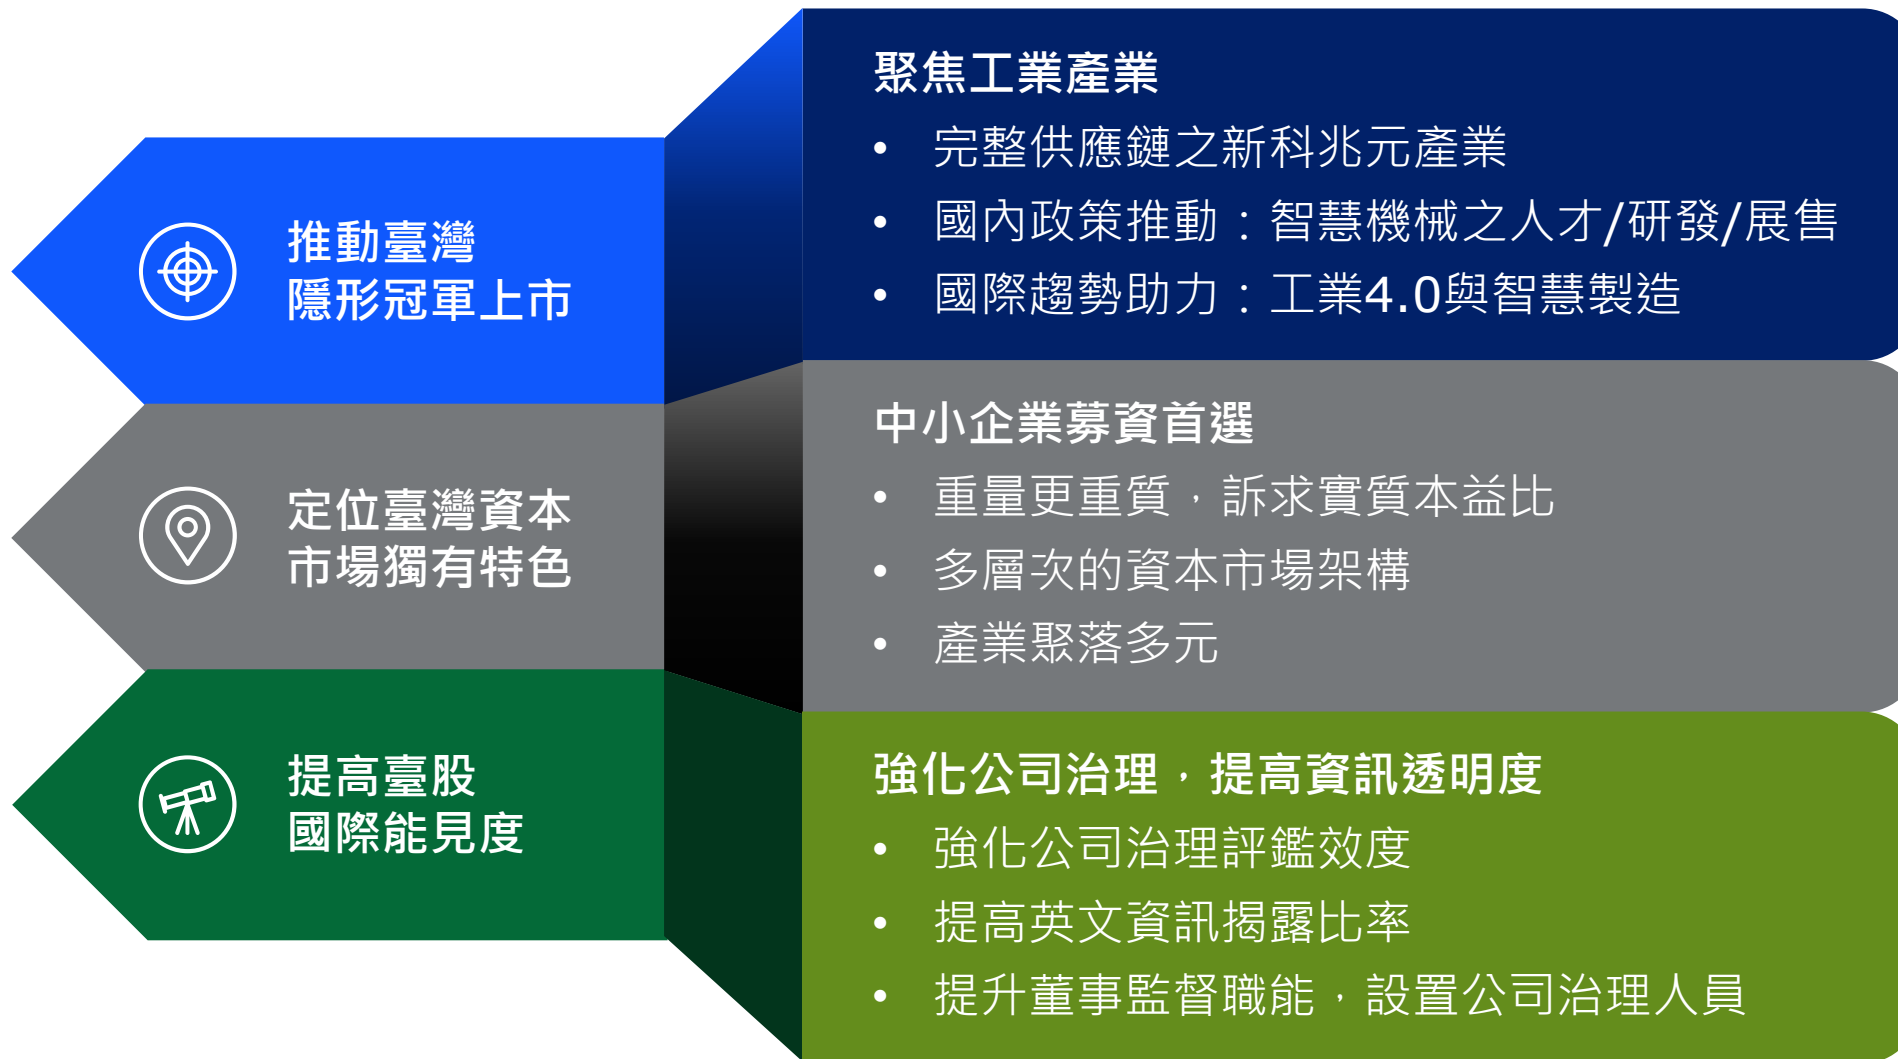 推動臺灣
隱形冠軍上市
聚焦工業產業
• 完整供應鏈之新科兆元產業
• 國內政策推動：智慧機械之人才/研發/展售
• 國際趨勢助力：工業4.0與智慧製造
定位臺灣資本
市場獨有特色
中小企業募資首選
• 重量更重質，訴求實質本益比
• 多層次的資本市場架構
• 產業聚落多元
提高臺股
國際能見度
強化公司治理，提高資訊透明度
• 強化公司治理評鑑效度
• 提高英文資訊揭露比率
• 提升董事監督職能，設置公司治理人員